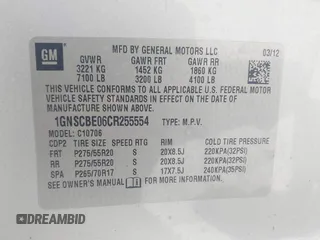 GM
MFD BY GENERAL MOTORS LLC
03/12
GVWR GAWR FRT GAWR RR
3221 KG 1452 KG 1860 KG
7100 LB 3200 LB 4100 LB
THIS VEHICLE CONFORMS TO ALL APPLICABLE U.S. FEDERAL MOTOR
VEHICLE SAFETY STANDARDS IN EFFECT ON THE DATE OF
MANUFACTURE SHOWN ABOVE.
1GNSCBE06CR255554 TYPE: M.P.V.
MODEL: C10706
CDP2 TIRE SIZE SPEED RTG RIM COLD TIRE PRESSURE
FRT P275/55R20 S 20X8.5J 220KPA(32PSI)
RR P275/55R20 S 20X8.5J 220KPA(32PSI)
SPA P265/70R17 S 17X7.5J 240KPA(35PSI)
SEE OWNER'S MANUAL FOR MORE INFORMATION.